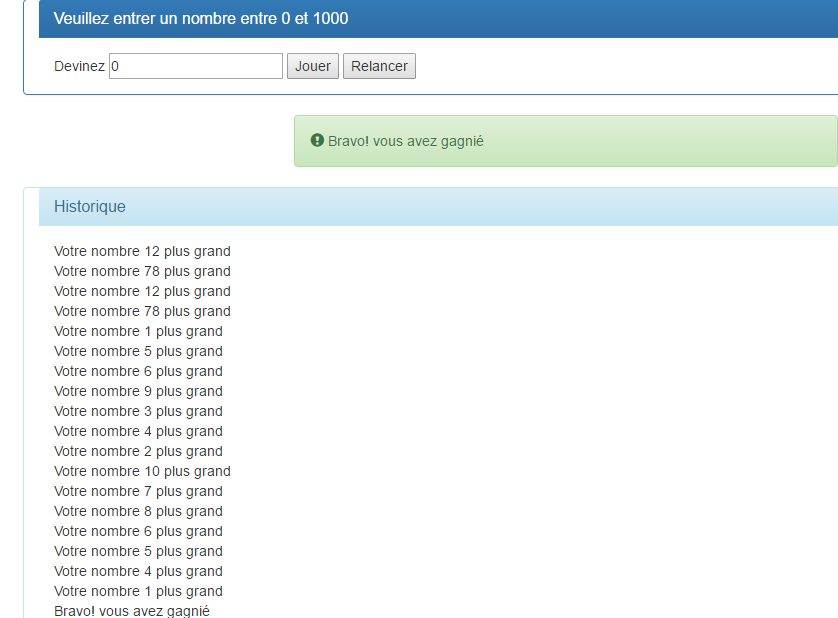 Veuillez entrer un nombre entre 0 et 1000
Devinez 0 Jouer Relancer
Bravo! vous avez gagnié
Historique
Votre nombre 12 plus grand
Votre nombre 78 plus grand
Votre nombre 12 plus grand
Votre nombre 78 plus grand
Votre nombre 1 plus grand
Votre nombre 5 plus grand
Votre nombre 6 plus grand
Votre nombre 9 plus grand
Votre nombre 3 plus grand
Votre nombre 4 plus grand
Votre nombre 2 plus grand
Votre nombre 10 plus grand
Votre nombre 7 plus grand
Votre nombre 8 plus grand
Votre nombre 6 plus grand
Votre nombre 5 plus grand
Votre nombre 4 plus grand
Votre nombre 1 plus grand
Bravo! vous avez gagnié